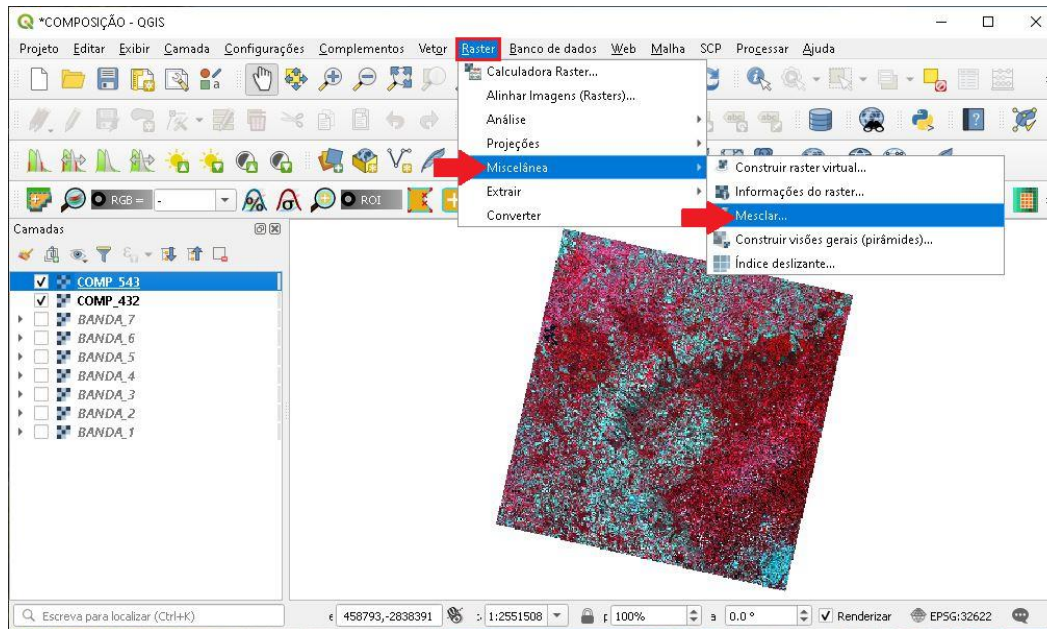 *COMPOSIÇÃO - QGIS
Projeto Editar Exibir Camada Configurações Complementos Vetor Raster Banco de dados Web Malha SCP Processar Ajuda
Calculadora Raster...
Alinhar Imagens (Rasters)...
Análise
Projeções
Miscelânea
Construir raster virtual...
Extrair
Informações do raster...
Converter
Mesclar...
Construir visões gerais (pirâmides)...
Índice deslizante...
RGB = -
ROI
Camadas
COMP_543
COMP_432
BANDA_7
BANDA_6
BANDA_5
BANDA_4
BANDA_3
BANDA_2
BANDA_1
Escreva para localizar (Ctrl+K) 458793,-2838391 1:2551508 100% 0.0 ° Renderizar EPSG:32622